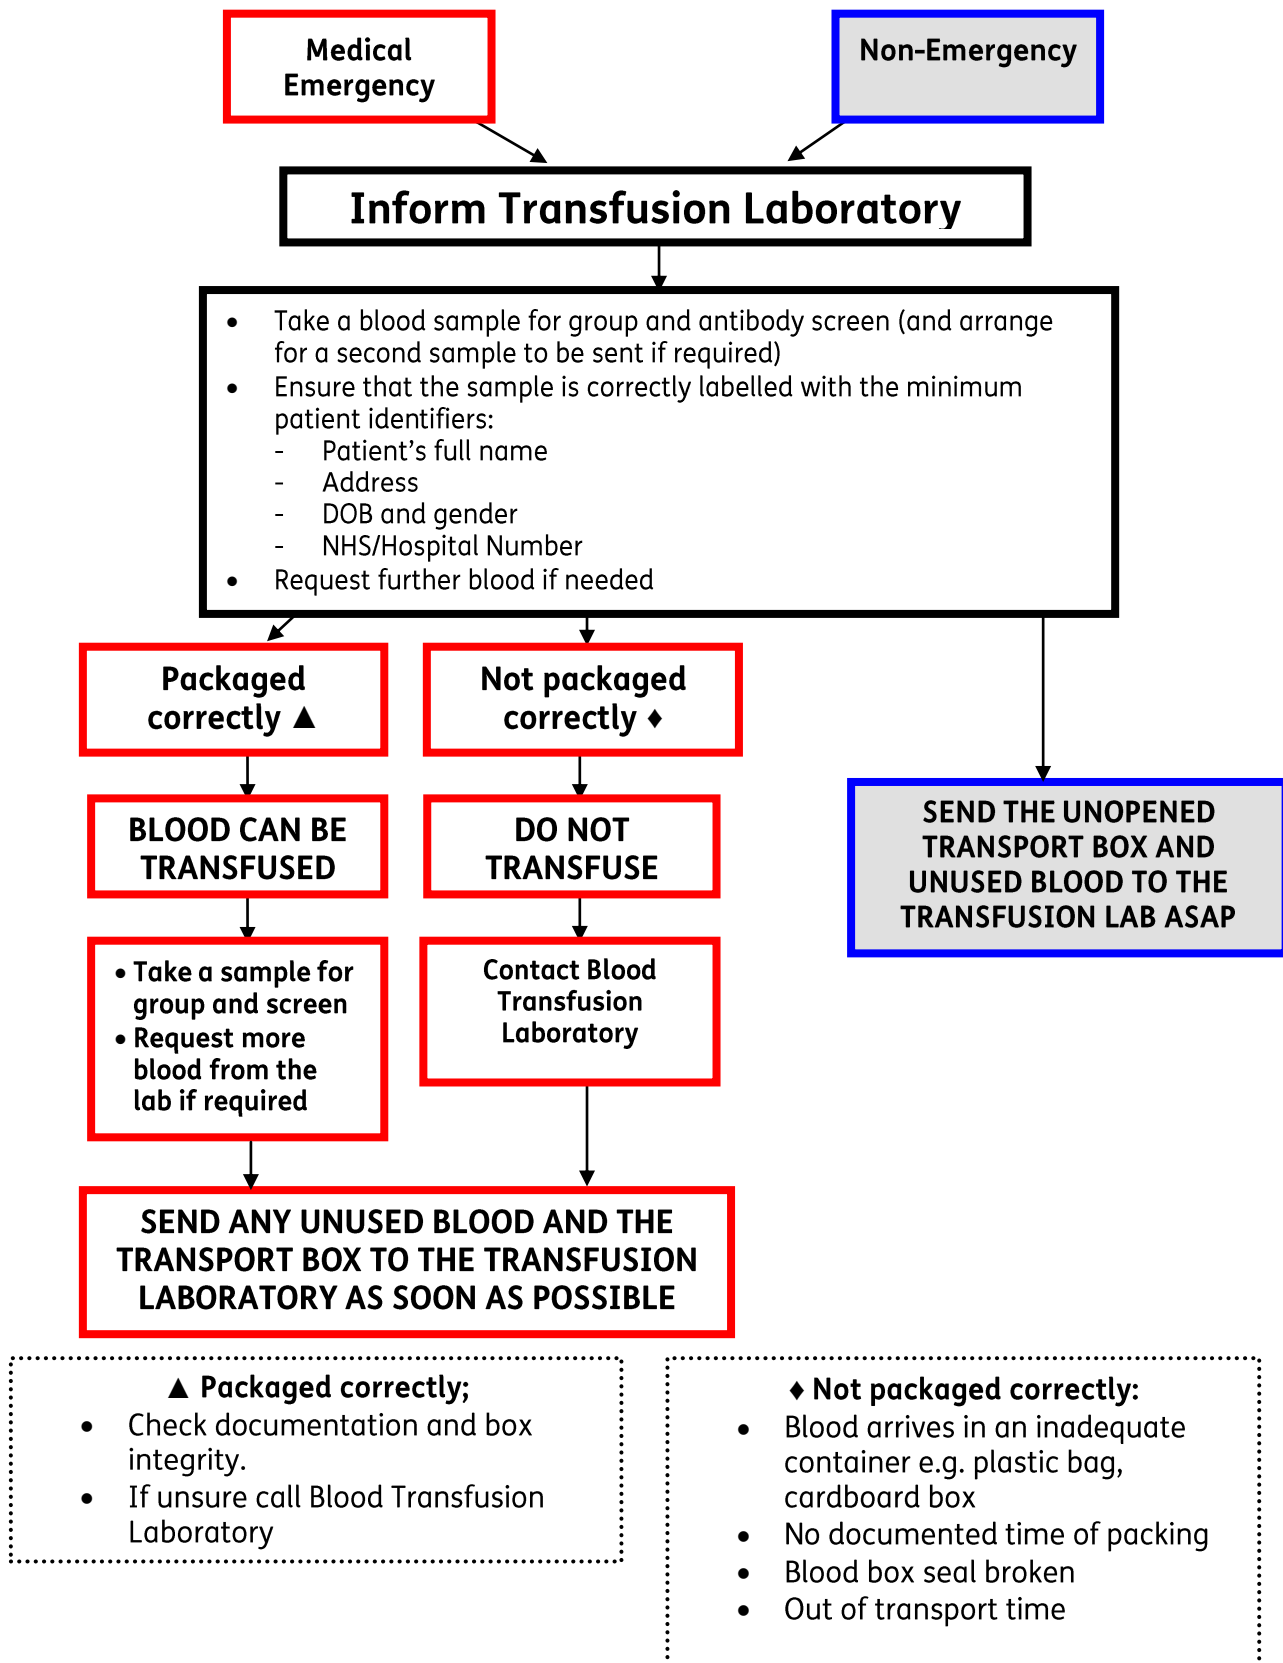 Medical
Emergency
Non-Emergency
Inform Transfusion Laboratory
• Take a blood sample for group and antibody screen (and arrange
for a second sample to be sent if required)
• Ensure that the sample is correctly labelled with the minimum
patient identifiers:
- Patient’s full name
- Address
- DOB and gender
- NHS/Hospital Number
• Request further blood if needed
Packaged
correctly ▲
Not packaged
correctly ♦
BLOOD CAN BE
TRANSFUSED
DO NOT
TRANSFUSE
SEND THE UNOPENED
TRANSPORT BOX AND
UNUSED BLOOD TO THE
TRANSFUSION LAB ASAP
• Take a sample for
group and screen
• Request more
blood from the
lab if required
Contact Blood
Transfusion
Laboratory
SEND ANY UNUSED BLOOD AND THE
TRANSPORT BOX TO THE TRANSFUSION
LABORATORY AS SOON AS POSSIBLE
▲ Packaged correctly;
• Check documentation and box
integrity.
• If unsure call Blood Transfusion
Laboratory
♦ Not packaged correctly:
• Blood arrives in an inadequate
container e.g. plastic bag,
cardboard box
• No documented time of packing
• Blood box seal broken
• Out of transport time